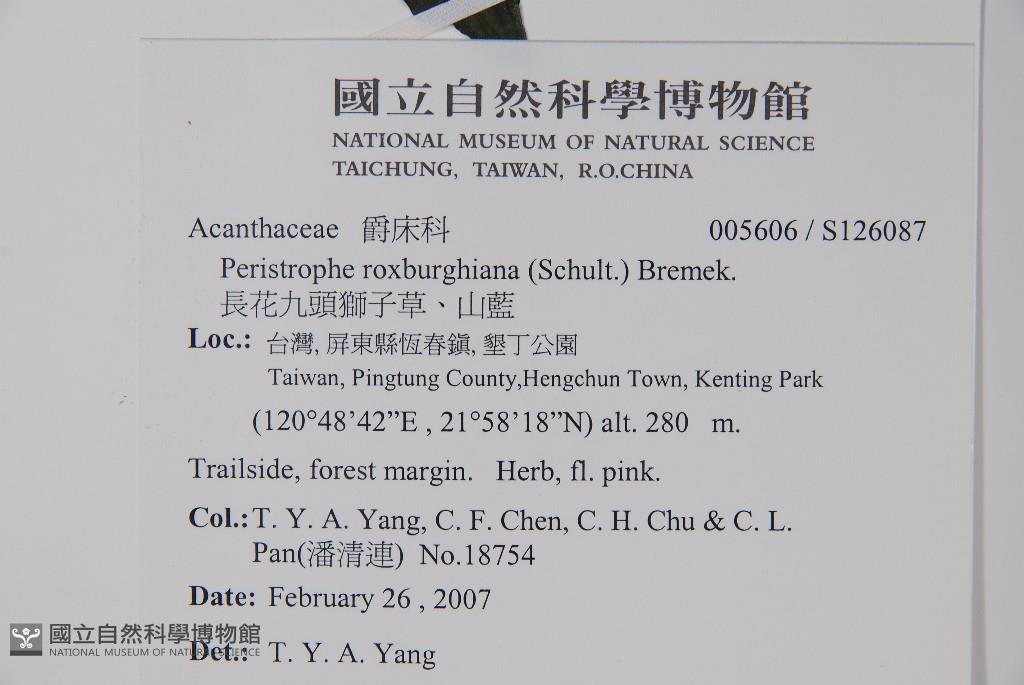 國立自然科學博物館
NATIONAL MUSEUM OF NATURAL SCIENCE
TAICHUNG, TAIWAN, R.O.CHINA
Acanthaceae 爵床科 005606 / S126087
Peristrophe roxburghiana (Schult.) Bremek.
長花九頭獅子草、山藍
Loc.: 台灣, 屏東縣恆春鎮, 墾丁公園
Taiwan, Pingtung County,Hengchun Town, Kenting Park
(120°48’42”E , 21°58’18”N) alt. 280 m.
Trailside, forest margin. Herb, fl. pink.
Col.: T. Y. A. Yang, C. F. Chen, C. H. Chu & C. L.
Pan(潘清連) No.18754
Date: February 26 , 2007
Det.: T. Y. A. Yang
國立自然科學博物館
NATIONAL MUSEUM OF NATURAL SCIENCE